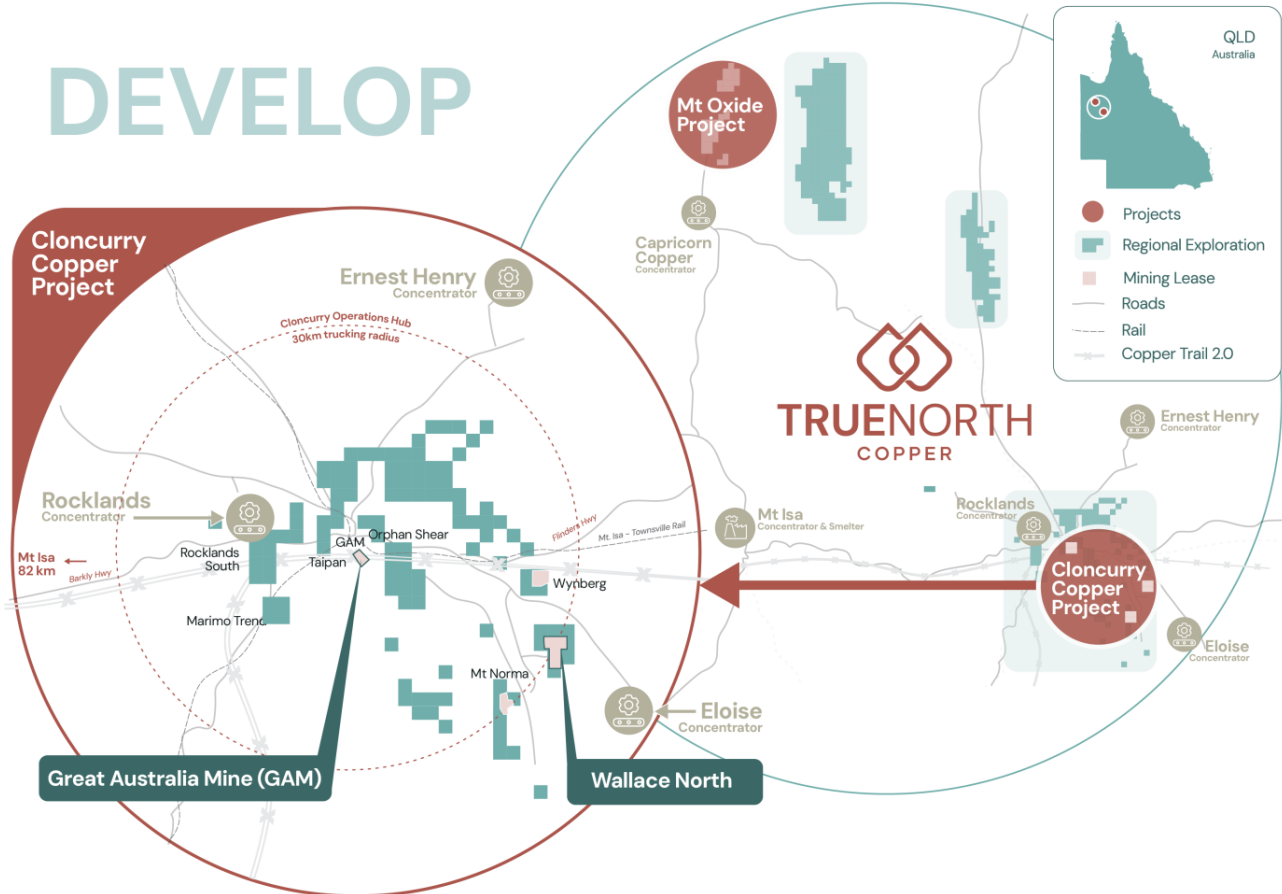 DEVELOP
Cloncurry
Copper
Project
Ernest Henry
Concentrator
Cloncurry Operations Hub
30km trucking radius
Rocklands
Concentrator
Mt Isa
82 km
Barkly Hwy
Rocklands
South
GAM
Orphan Shear
Taipan
Marimo Trend
Flinders Hwy
Mt Isa - Townsville Rail
Wynberg
Mt Norma
Eloise
Concentrator
Great Australia Mine (GAM)
Wallace North
Mt Oxide
Project
Capricorn
Copper
Concentrator
TRUENORTH
COPPER
Mt Isa
Concentrator & Smelter
Ernest Henry
Concentrator
Rocklands
Concentrator
Cloncurry
Copper
Project
Eloise
Concentrator
QLD
Australia
Projects
Regional Exploration
Mining Lease
Roads
Rail
Copper Trail 2.0